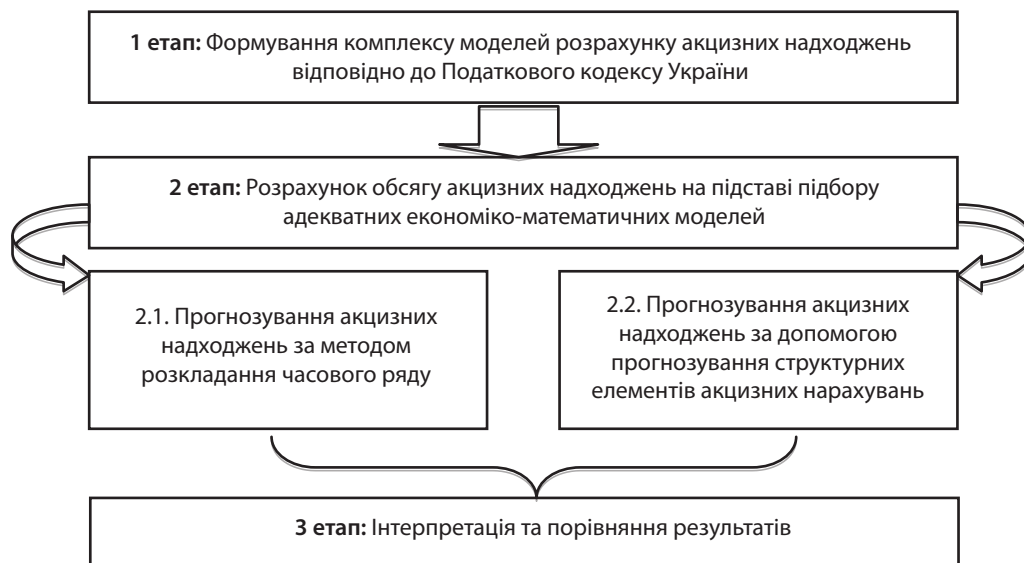 1 етап: Формування комплексу моделей розрахунку акцизних надходжень
відповідно до Податкового кодексу України
2 етап: Розрахунок обсягу акцизних надходжень на підставі підбору
адекватних економіко-математичних моделей
2.1. Прогнозування акцизних
надходжень за методом
розкладання часового ряду
2.2. Прогнозування акцизних
надходжень за допомогою
прогнозування структурних
елементів акцизних нарахувань
3 етап: Інтерпретація та порівняння результатів